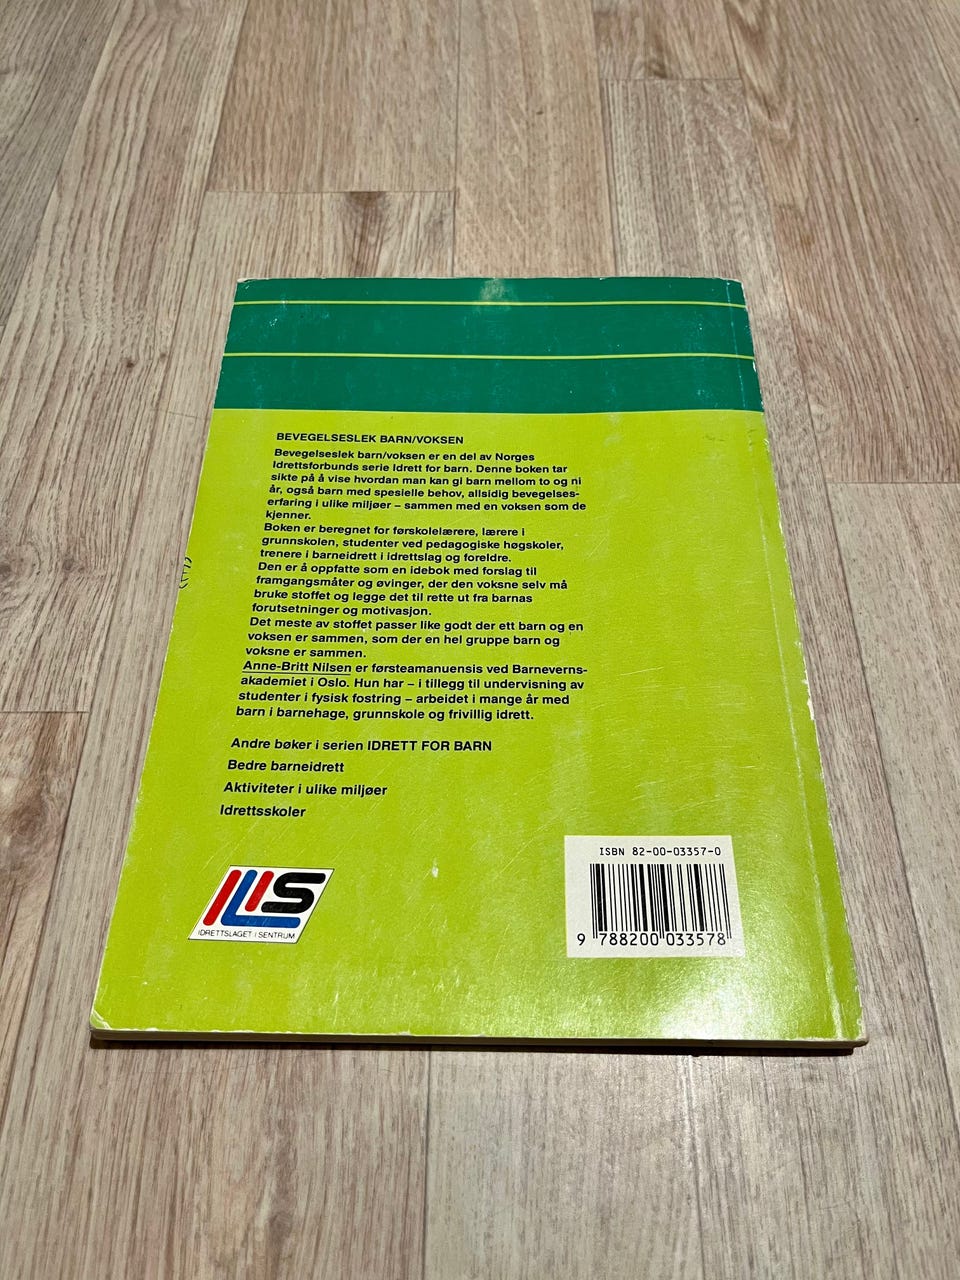 BEVEGELSESLEK BARN/VOKSEN
Bevegelseslek barn/voksen er en del av Norges
Idrettsforbunds serie Idrett for barn. Denne boken tar
sikte på å vise hvordan man kan gi barn mellom to og ni
år, også barn med spesielle behov, allsidig bevegelses-
erfaring i ulike miljøer – sammen med en voksen som de
kjenner.
Boken er beregnet for førskolelærere, lærere i
grunnskolen, studenter ved pedagogiske høgskoler,
trenere i barneidrett i idrettslag og foreldre.
Den er å oppfatte som en idebok med forslag til
framgangsmåter og øvinger, der den voksne selv må
bruke stoffet og legge det til rette ut fra barnas
forutsetninger og motivasjon.
Det meste av stoffet passer like godt der ett barn og en
voksen er sammen, som der en hel gruppe barn og
voksne er sammen.
Anne-Britt Nilsen er førsteamanuensis ved Barneverns-
akademiet i Oslo. Hun har – i tillegg til undervisning av
studenter i fysisk fostring – arbeidet i mange år med
barn i barnehage, grunnskole og frivillig idrett.
Andre bøker i serien IDRETT FOR BARN
Bedre barneidrett
Aktiviteter i ulike miljøer
Idrettsskoler
ILIS
IDRETTSLAGET I SENTRUM
ISBN 82-00-03357-0
9 788200 033578